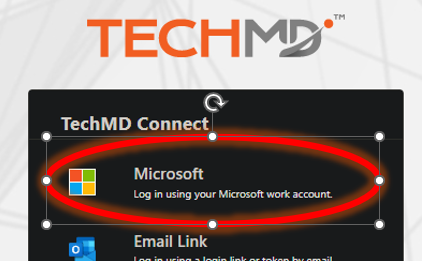 TECHMD™
TechMD Connect
Microsoft
Log in using your Microsoft work account.
Email Link
Log in using a login link or token by email